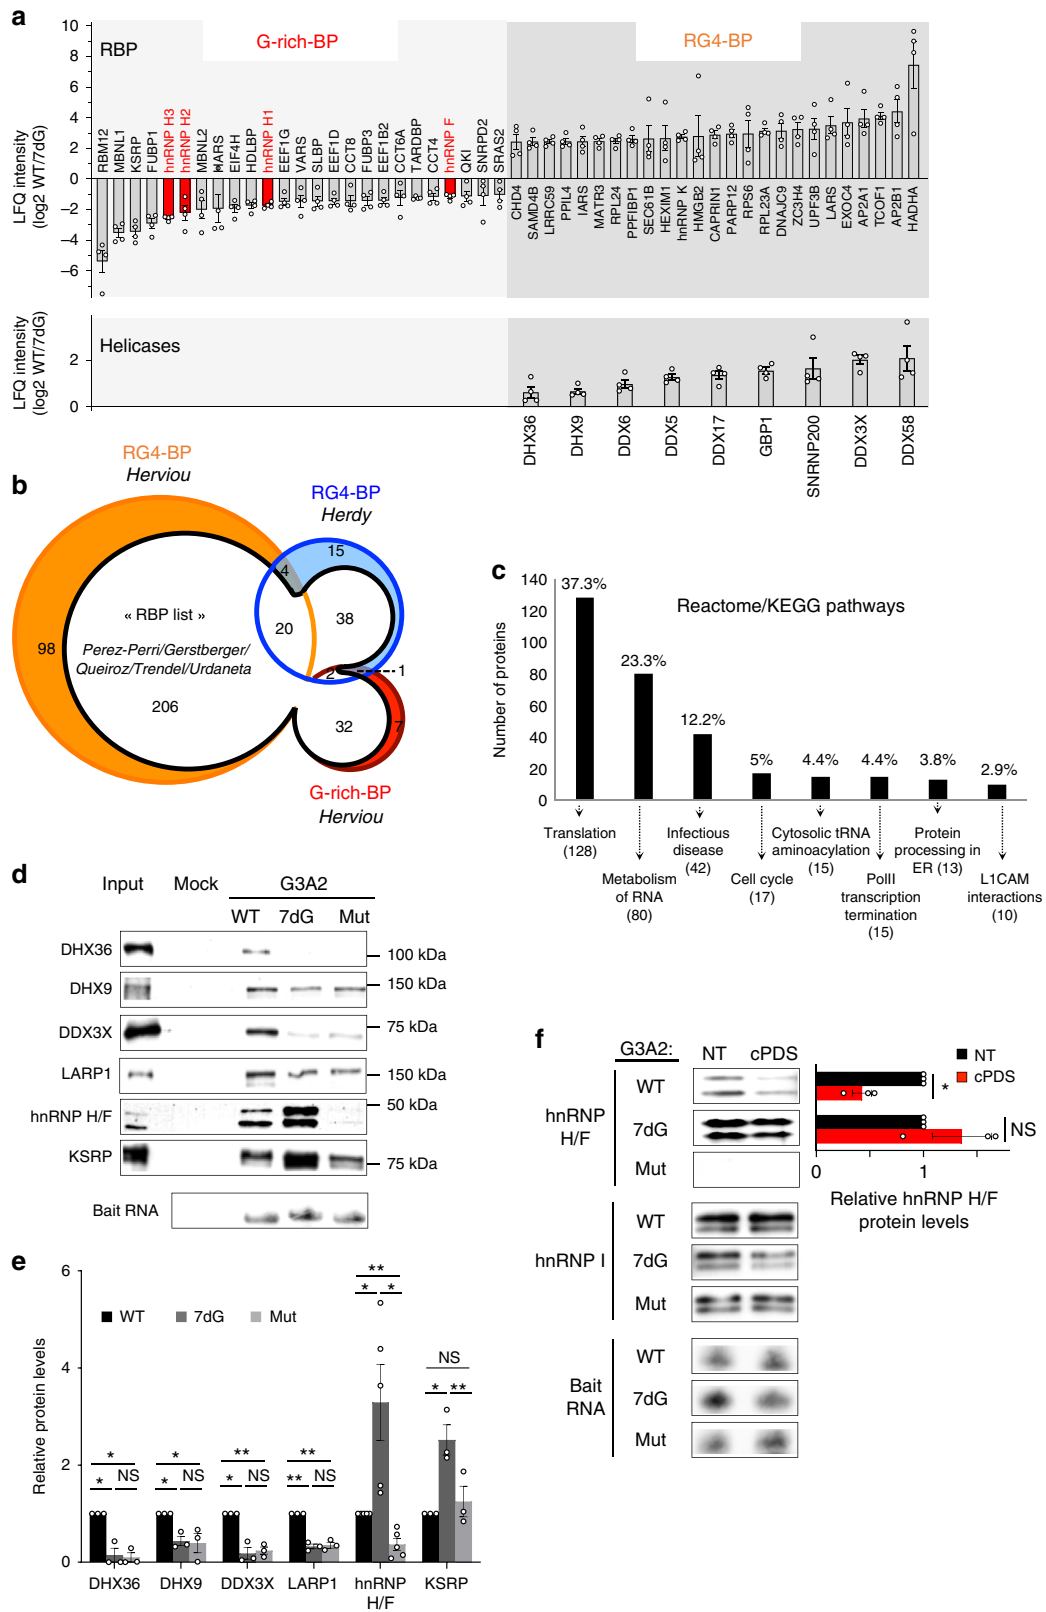 a
RBP
G-rich-BP
RG4-BP
LFQ intensity
(log2 WT/7dG)
10
8
6
4
2
0
−2
−4
−6
RBM12
MBNL1
KSRP
FUBP1
hnRNP H3
hnRNP H2
MBNL2
HARS
EIF4H
HDLBP
hnRNP H1
EEF1G
VARS
SLBP
EEF1D
CCT8
FUBP3
EEF1B2
CCT6A
TARDBP
CCT4
hnRNP F
QKI
SNRPD2
SRAS2
CHD4
SAMD4B
LRRC59
PPIL4
IARS
MATR3
RPL24
PPFIBP1
SEC61B
HEXIM1
hnRNP K
HMGB2
CAPRIN1
PARP12
RPS6
RPL23A
DNAJC9
ZC3H4
UPF3B
LARS
EXOC4
AP2A1
TCOF1
AP2B1
HADHA
Helicases
LFQ intensity
(log2 WT/7dG)
2
0
DHX36
DHX9
DDX6
DDX5
DDX17
GBP1
SNRNP200
DDX3X
DDX58
b
RG4-BP
Herviou
RG4-BP
Herdy
15
4
« RBP list »
20
38
98
Perez-Perri/Gerstberger/
Queiroz/Trendel/Urdaneta
2
1
206
32
7
G-rich-BP
Herviou
c
Reactome/KEGG pathways
Number of proteins
140
120
100
80
60
40
20
0
37.3%
23.3%
12.2%
5%
4.4%
4.4%
3.8%
2.9%
Translation
(128)
Metabolism
of RNA
(80)
Infectious
disease
(42)
Cell cycle
(17)
Cytosolic tRNA
aminoacylation
(15)
PolII
transcription
termination
(15)
Protein
processing in
ER (13)
L1CAM
interactions
(10)
d
Input
Mock
G3A2
WT
7dG
Mut
DHX36
100 kDa
DHX9
150 kDa
DDX3X
75 kDa
LARP1
150 kDa
hnRNP H/F
50 kDa
KSRP
75 kDa
Bait RNA
e
Relative protein levels
6
4
2
0
WT
7dG
Mut
*
*
NS
*
*
NS
**
*
NS
**
**
NS
**
*
*
NS
*
**
DHX36
DHX9
DDX3X
LARP1
hnRNP
H/F
KSRP
f
G3A2:
NT
cPDS
hnRNP
H/F
WT
7dG
Mut
hnRNP I
WT
7dG
Mut
Bait
RNA
WT
7dG
Mut
NT
cPDS
*
NS
0
1
Relative hnRNP H/F
protein levels